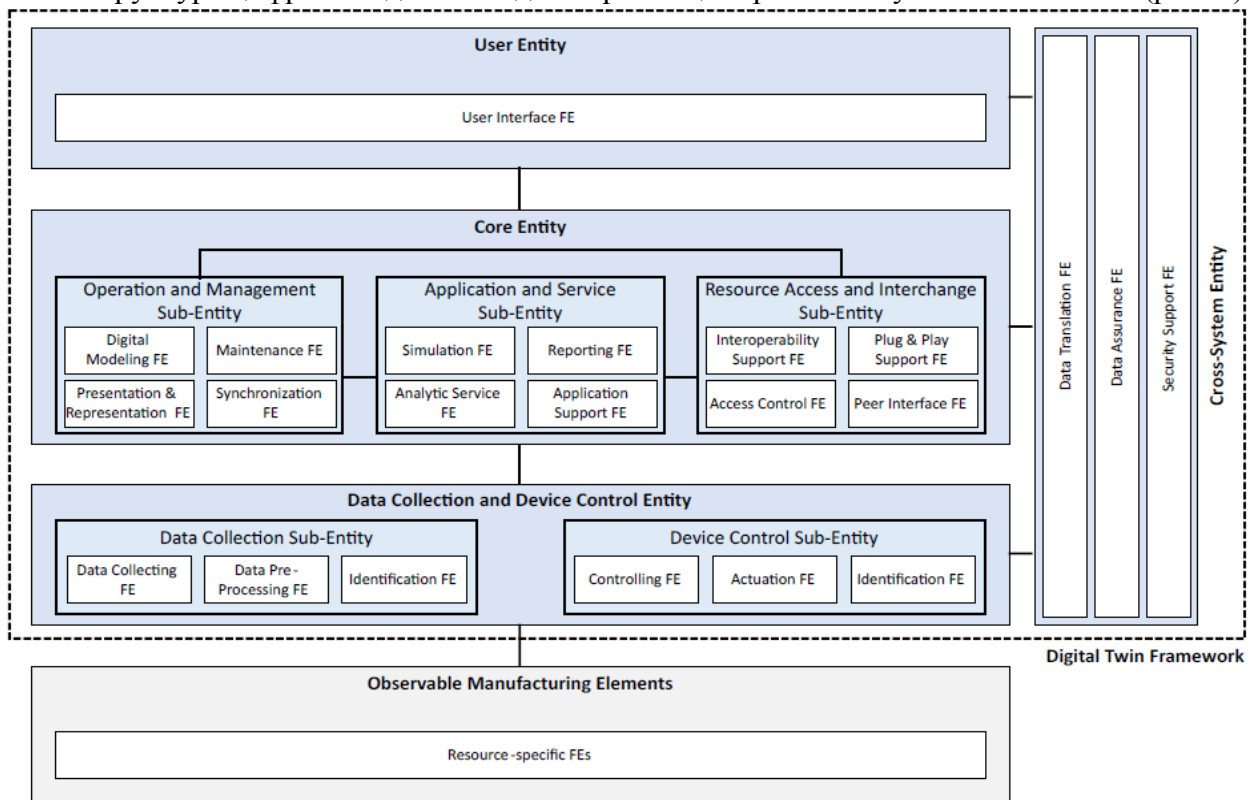 User Entity
User Interface FE
Core Entity
Operation and Management
Sub-Entity
Digital
Modeling FE
Maintenance FE
Presentation &
Representation FE
Synchronization
FE
Application and Service
Sub-Entity
Simulation FE
Reporting FE
Analytic Service
FE
Application
Support FE
Resource Access and Interchange
Sub-Entity
Interoperability
Support FE
Plug & Play
Support FE
Access Control FE
Peer Interface FE
Data Collection and Device Control Entity
Data Collection Sub-Entity
Data Collecting
FE
Data Pre-
Processing FE
Identification FE
Device Control Sub-Entity
Controlling FE
Actuation FE
Identification FE
Data Translation FE
Data Assurance FE
Security Support FE
Cross-System Entity
Digital Twin Framework
Observable Manufacturing Elements
Resource-specific FEs